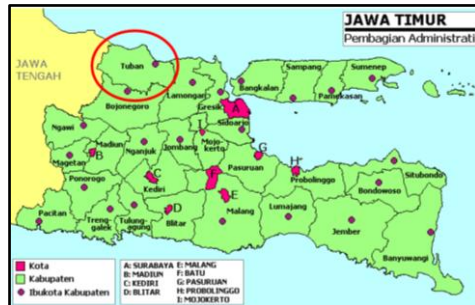 JAWA TIMUR
Pembagian Administrati
JAWA
TENGAH
Tuban
Sampang
Sumenep
Bangkalan
Pamekasan
Lamongan
Gresik
A
Bojonegoro
Sidoarjo
Ngawi
I
Mojo-
kerto
Madiun
B
Nganjuk
Jombang
G
Magetan
Pasuruan
H
Probolinggo
Situbondo
Ponorogo
C
Kediri
F
Bondowoso
E
Pacitan
Treng-
galek
Tulung-
agung
D
Blitar
Malang
Lumajang
Jember
Banyuwangi
Kota
Kabupaten
Ibukota Kabupaten
A: SURABAYA
B: MADIUN
C: KEDIRI
D: BLITAR
E: MALANG
F: BATU
G: PASURUAN
H: PROBOLINGGO
I: MOJOKERTO